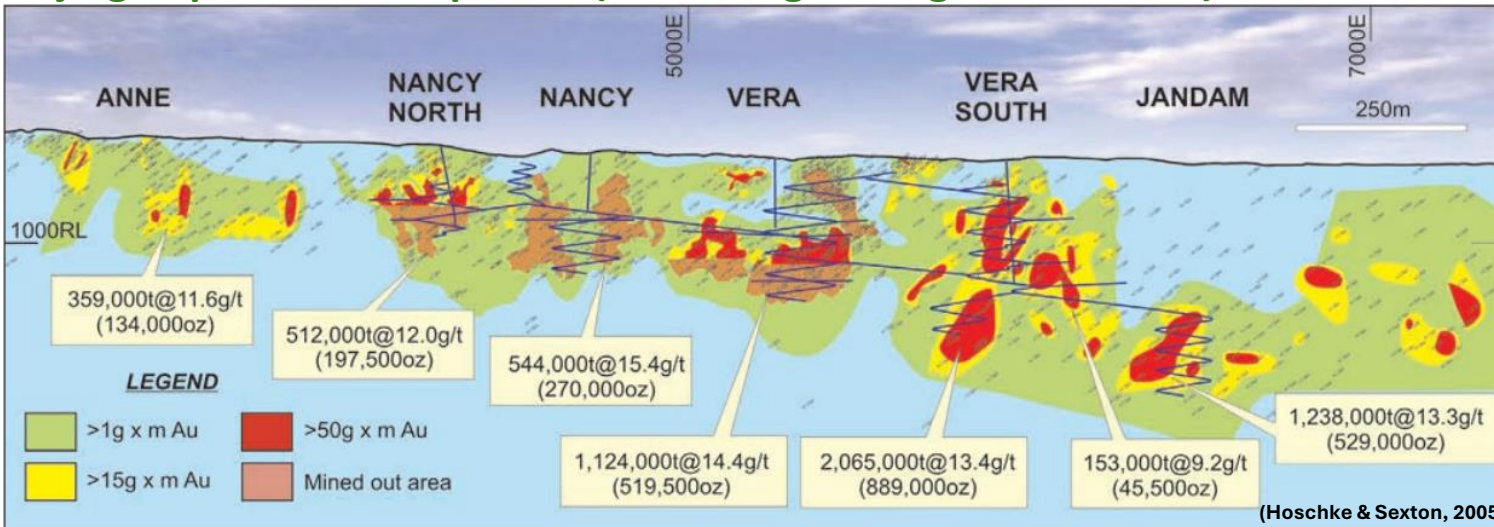 5000E
7000E
ANNE
NANCY
NORTH
NANCY
VERA
VERA
SOUTH
JANDAM
250m
1000RL
359,000t@11.6g/t
(134,000oz)
512,000t@12.0g/t
(197,500oz)
544,000t@15.4g/t
(270,000oz)
1,124,000t@14.4g/t
(519,500oz)
2,065,000t@13.4g/t
(889,000oz)
153,000t@9.2g/t
(45,500oz)
1,238,000t@13.3g/t
(529,000oz)
LEGEND
>1g x m Au
>50g x m Au
>15g x m Au
Mined out area
(Hoschke & Sexton, 2005